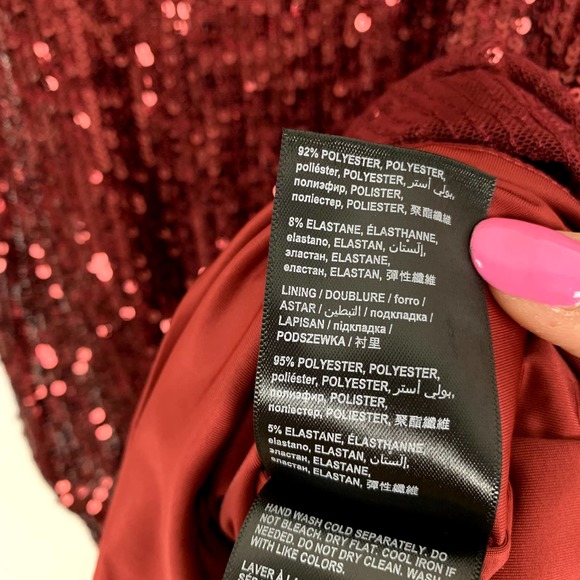 92% POLYESTER, POLYESTER,
poliéster, POLYESTER, بولي أستر,
полиэфир, POLISTER,
поліестер, POLIESTER, 聚酯纖維
8% ELASTANE, ÉLASTHANNE,
elastano, ELASTAN, إلستان,
эластан, ELASTANE,
еластан, ELASTAN, 彈性纖維
LINING / DOUBLURE / forro /
ASTAR / التبطين / подкладка /
LAPISAN / підкладка /
PODSZEWKA / 衬里
95% POLYESTER, POLYESTER,
poliéster, POLYESTER, بولي أستر,
полиэфир, POLISTER,
поліестер, POLIESTER, 聚酯纖維
5% ELASTANE, ÉLASTHANNE,
elastano, ELASTAN, إلستان,
эластан, ELASTANE,
еластан, ELASTAN, 彈性纖維
HAND WASH COLD SEPARATELY. DO
NOT BLEACH. DRY FLAT. COOL IRON IF
NEEDED. DO NOT DRY CLEAN. WASH
WITH LIKE COLORS.
LAVER À LA